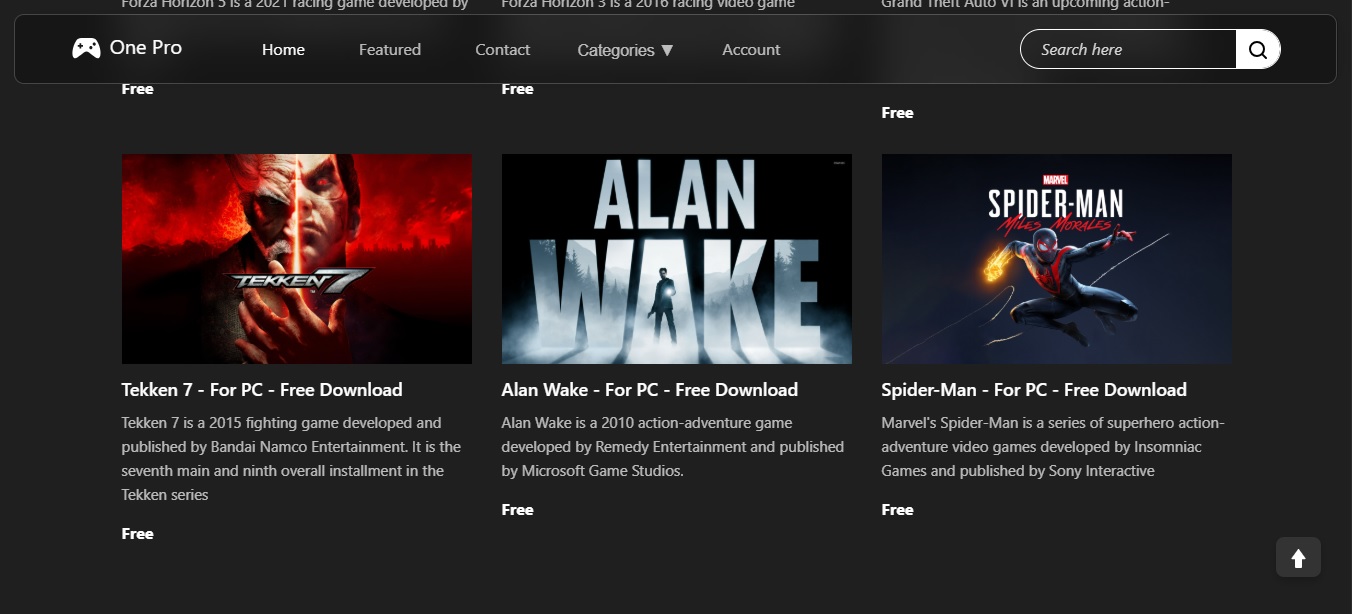 Forza Horizon 5 is a 2021 racing game developed by
Forza Horizon 3 is a 2016 racing video game
Grand Theft Auto VI is an upcoming action-
One Pro
Home
Featured
Contact
Categories ▼
Account
Search here
Free
Free
Free
TEKKEN 7
ALAN
WAKE
MARVEL
SPIDER-MAN
MILES MORALES
Tekken 7 - For PC - Free Download
Tekken 7 is a 2015 fighting game developed and
published by Bandai Namco Entertainment. It is the
seventh main and ninth overall installment in the
Tekken series
Free
Alan Wake - For PC - Free Download
Alan Wake is a 2010 action-adventure game
developed by Remedy Entertainment and published
by Microsoft Game Studios.
Free
Spider-Man - For PC - Free Download
Marvel's Spider-Man is a series of superhero action-
adventure video games developed by Insomniac
Games and published by Sony Interactive
Free